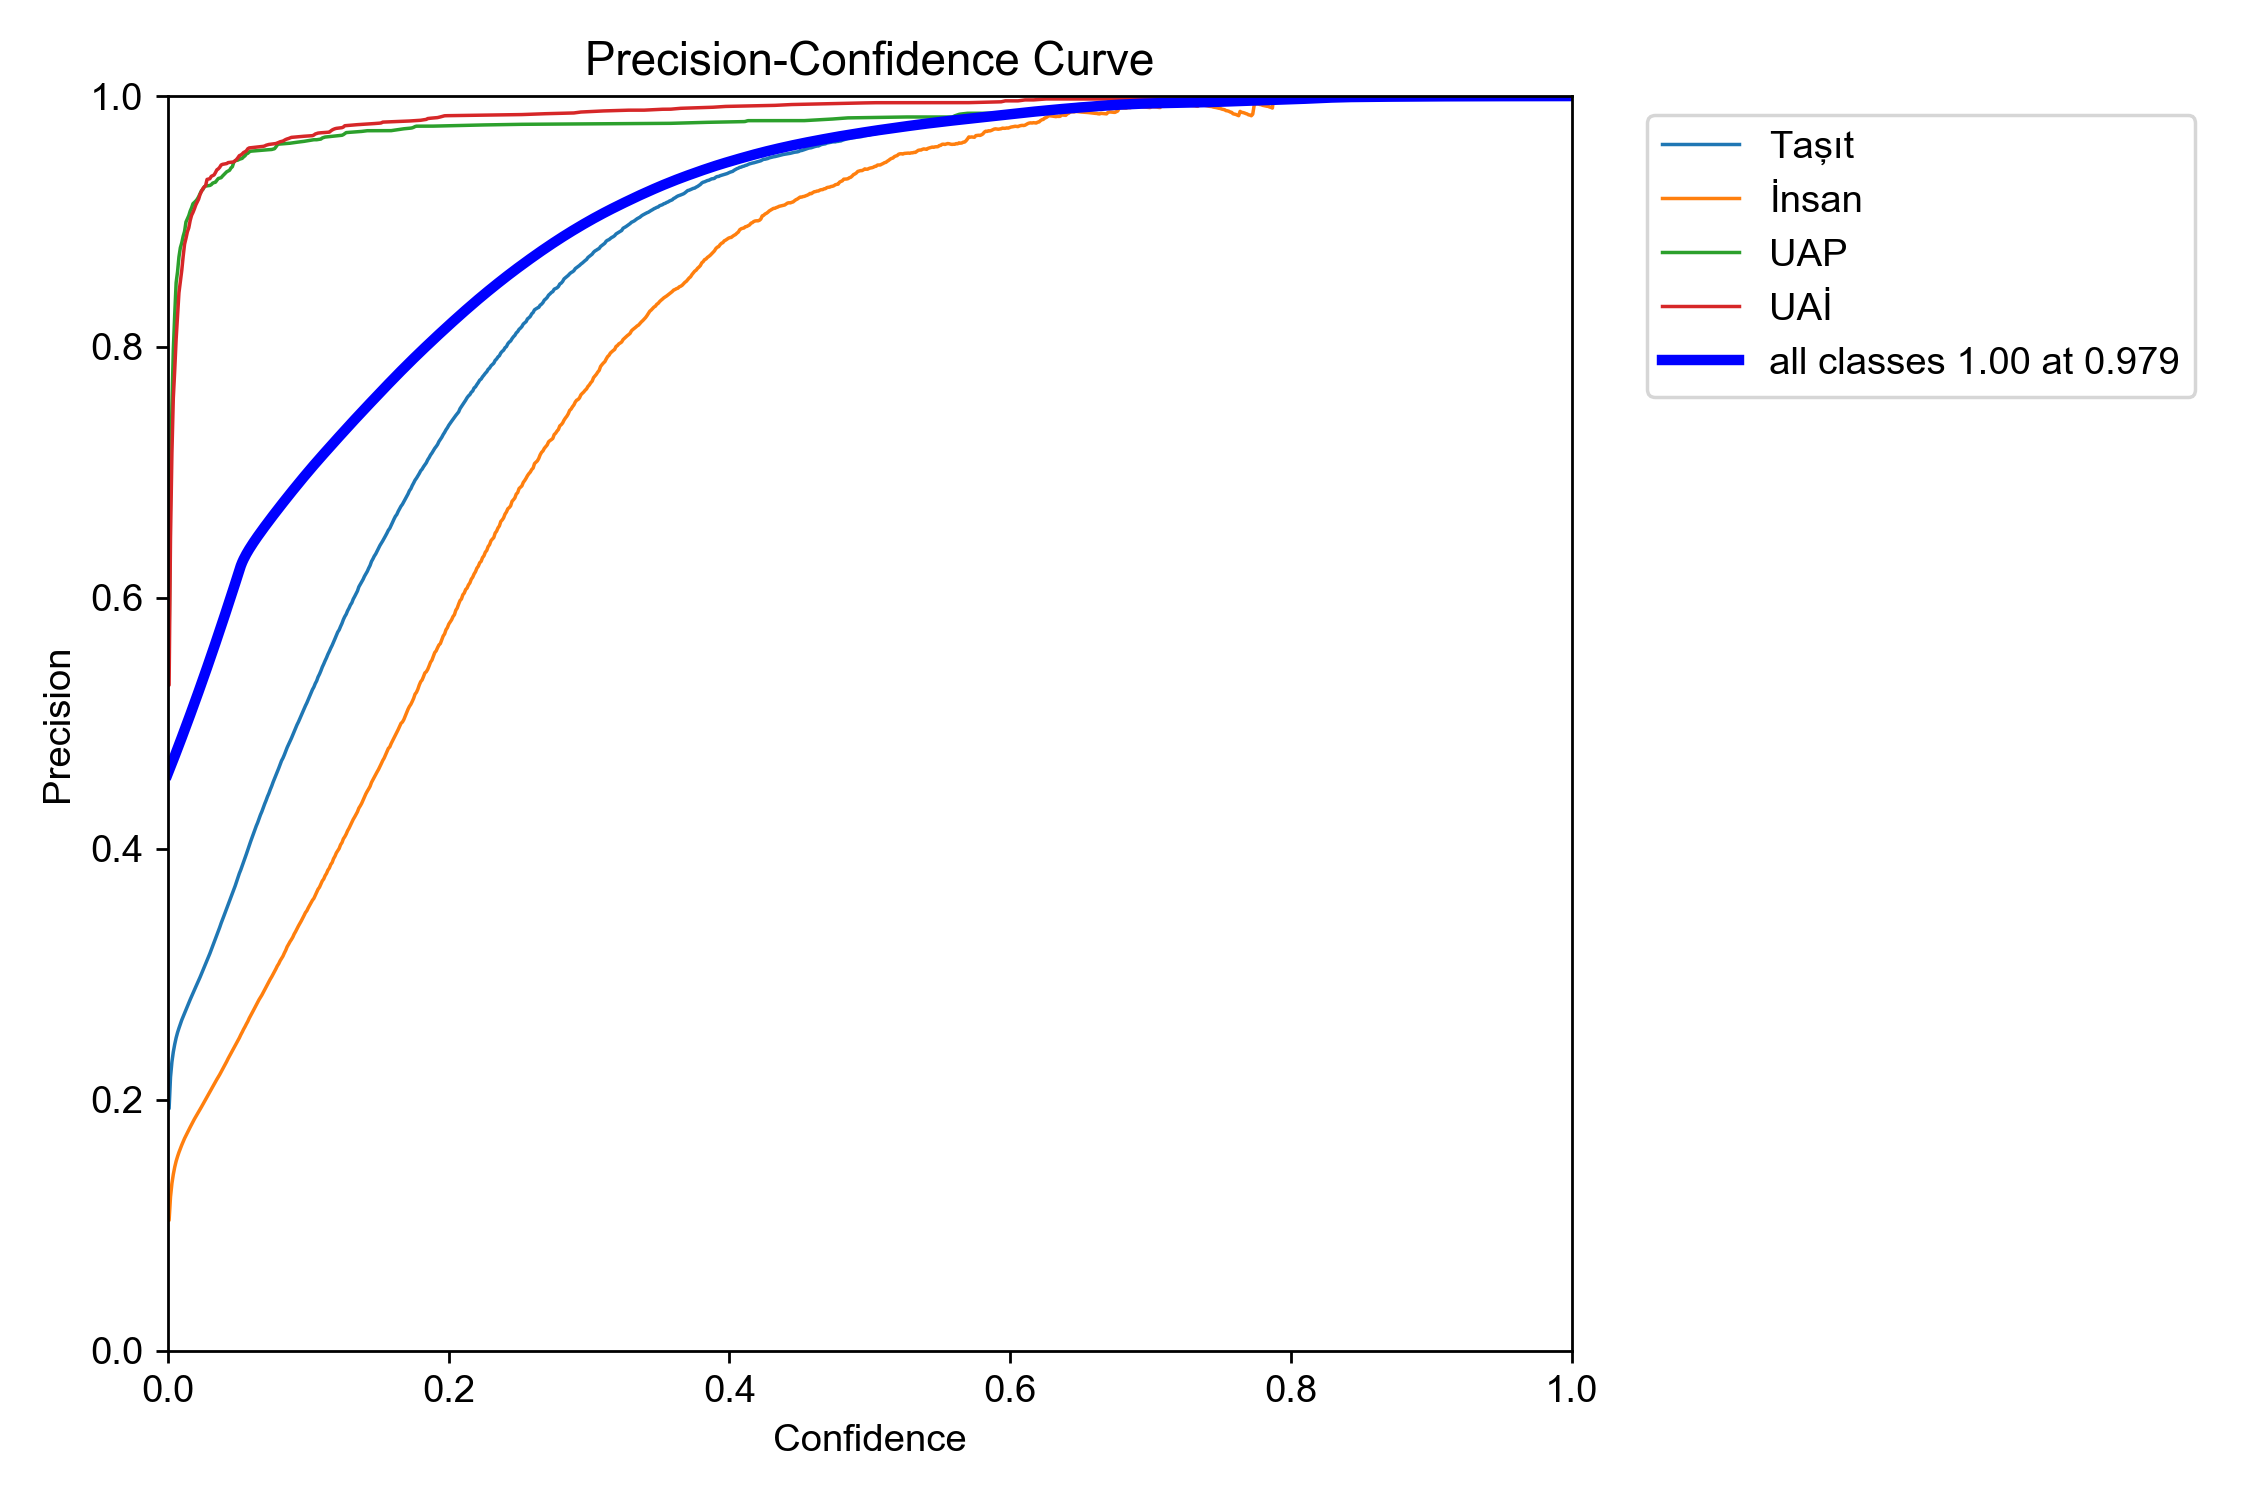 Precision-Confidence Curve
1.0
0.8
0.6
0.4
0.2
0.0
Precision
0.0 0.2 0.4 0.6 0.8 1.0
Confidence
Taşıt
İnsan
UAP
UAİ
all classes 1.00 at 0.979